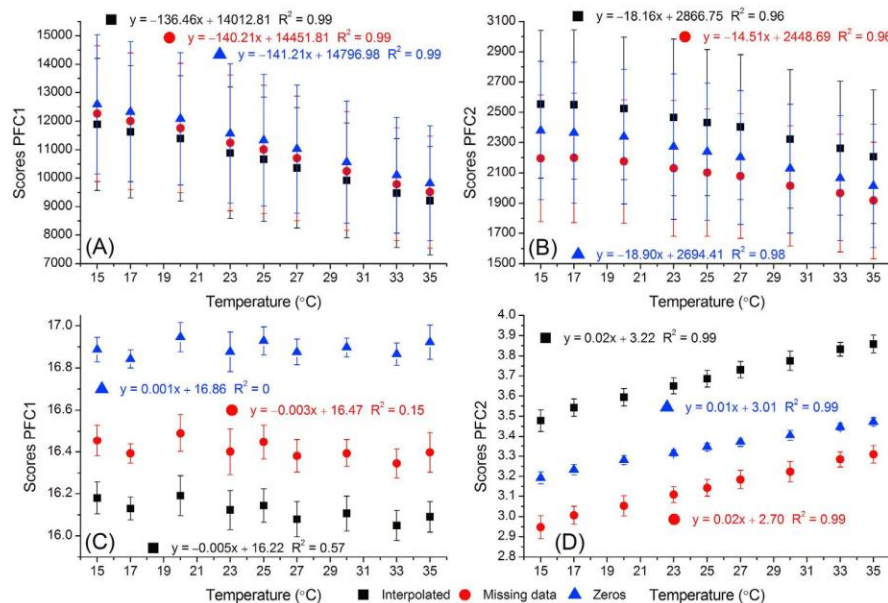 y = −136.46x + 14012.81 R² = 0.99
y = −140.21x + 14451.81 R² = 0.99
y = −141.21x + 14796.98 R² = 0.99
Scores PFC1
15000
14000
13000
12000
11000
10000
9000
8000
7000
(A)
15 17 19 21 23 25 27 29 31 33 35
Temperature (°C)
y = −18.16x + 2866.75 R² = 0.96
y = −14.51x + 2448.69 R² = 0.96
Scores PFC2
3100
2900
2700
2500
2300
2100
1900
1700
1500
(B)
y = −18.90x + 2694.41 R² = 0.98
15 17 19 21 23 25 27 29 31 33 35
Temperature (°C)
Scores PFC1
17.0
16.8
16.6
16.4
16.2
16.0
y = 0.001x + 16.86 R² = 0
y = −0.003x + 16.47 R² = 0.15
(C)
y = −0.005x + 16.22 R² = 0.57
15 17 19 21 23 25 27 29 31 33 35
Temperature (°C)
Scores PFC2
4.0
3.9
3.8
3.7
3.6
3.5
3.4
3.3
3.2
3.1
3.0
2.9
2.8
y = 0.02x + 3.22 R² = 0.99
y = 0.01x + 3.01 R² = 0.99
y = 0.02x + 2.70 R² = 0.99
(D)
15 17 19 21 23 25 27 29 31 33 35
Temperature (°C)
Interpolated Missing data Zeros